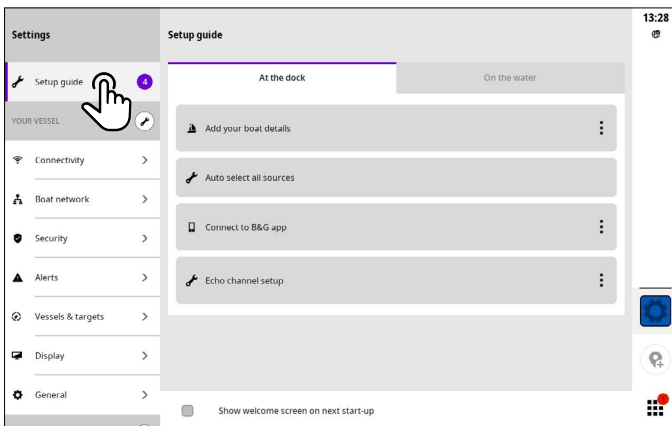 13:28
Settings
Setup guide
Setup guide
4
At the dock
On the water
YOUR VESSEL
Add your boat details
Connectivity
Auto select all sources
Boat network
Connect to B&G app
Security
Alerts
Echo channel setup
Vessels & targets
Display
General
Show welcome screen on next start-up
1